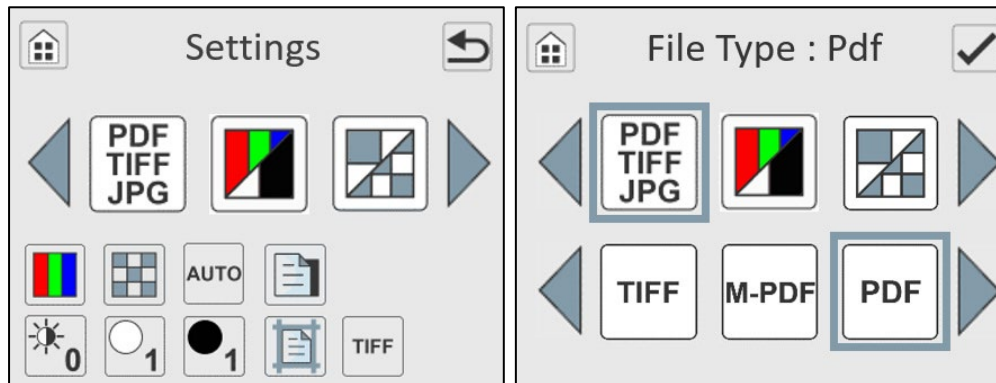 Settings
PDF
TIFF
JPG
AUTO
0
1
1
TIFF
File Type : Pdf
PDF
TIFF
JPG
TIFF
M-PDF
PDF